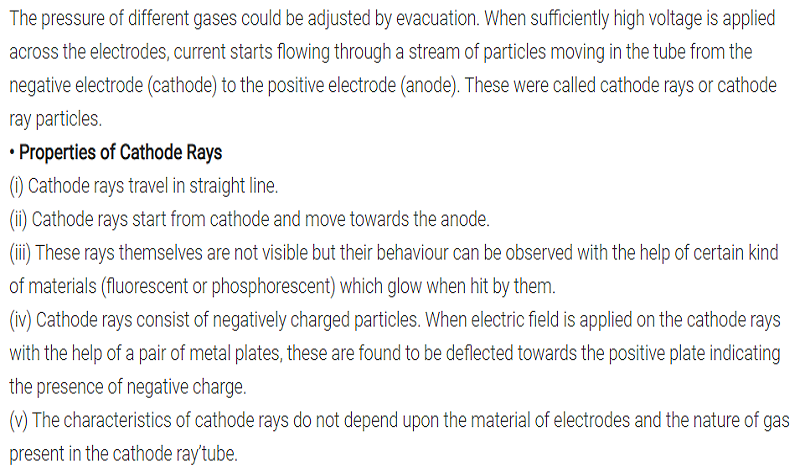 The pressure of different gases could be adjusted by evacuation. When sufficiently high voltage is applied
across the electrodes, current starts flowing through a stream of particles moving in the tube from the
negative electrode (cathode) to the positive electrode (anode). These were called cathode rays or cathode
ray particles.
• Properties of Cathode Rays
(i) Cathode rays travel in straight line.
(ii) Cathode rays start from cathode and move towards the anode.
(iii) These rays themselves are not visible but their behaviour can be observed with the help of certain kind
of materials (fluorescent or phosphorescent) which glow when hit by them.
(iv) Cathode rays consist of negatively charged particles. When electric field is applied on the cathode rays
with the help of a pair of metal plates, these are found to be deflected towards the positive plate indicating
the presence of negative charge.
(v) The characteristics of cathode rays do not depend upon the material of electrodes and the nature of gas
present in the cathode ray'tube.